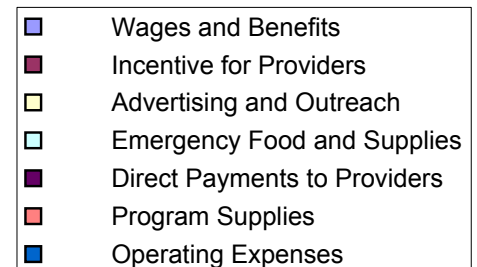 Wages and Benefits
Incentive for Providers
Advertising and Outreach
Emergency Food and Supplies
Direct Payments to Providers
Program Supplies
Operating Expenses